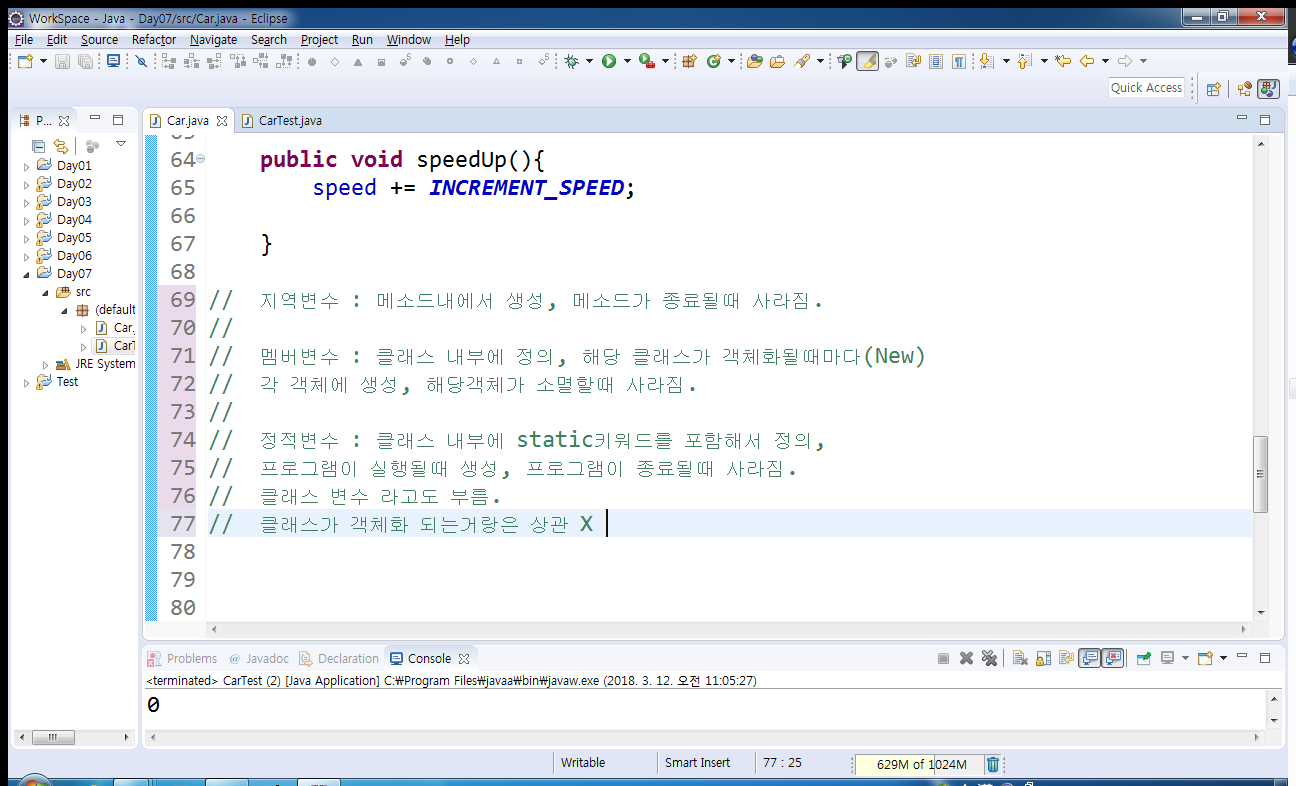 WorkSpace - Java - Day07/src/Car.java - Eclipse
File Edit Source Refactor Navigate Search Project Run Window Help
Quick Access
P...
Car.java
CarTest.java
Day01
Day02
Day03
Day04
Day05
Day06
Day07
src
(default
Car.
CarT
JRE System
Test
64 public void speedUp(){
65 speed += INCREMENT_SPEED;
66
67 }
68
69 // 지역변수 : 메소드내에서 생성, 메소드가 종료될때 사라짐.
70 //
71 // 멤버변수 : 클래스 내부에 정의, 해당 클래스가 객체화될때마다(New)
72 // 각 객체에 생성, 해당객체가 소멸할때 사라짐.
73 //
74 // 정적변수 : 클래스 내부에 static키워드를 포함해서 정의,
75 // 프로그램이 실행될때 생성, 프로그램이 종료될때 사라짐.
76 // 클래스 변수 라고도 부름.
77 // 클래스가 객체화 되는거랑은 상관 X
78
79
80
Problems @ Javadoc Declaration Console
<terminated> CarTest (2) [Java Application] C:₩Program Files₩javaa₩bin₩javaw.exe (2018. 3. 12. 오전 11:05:27)
0
Writable Smart Insert 77 : 25 629M of 1024M